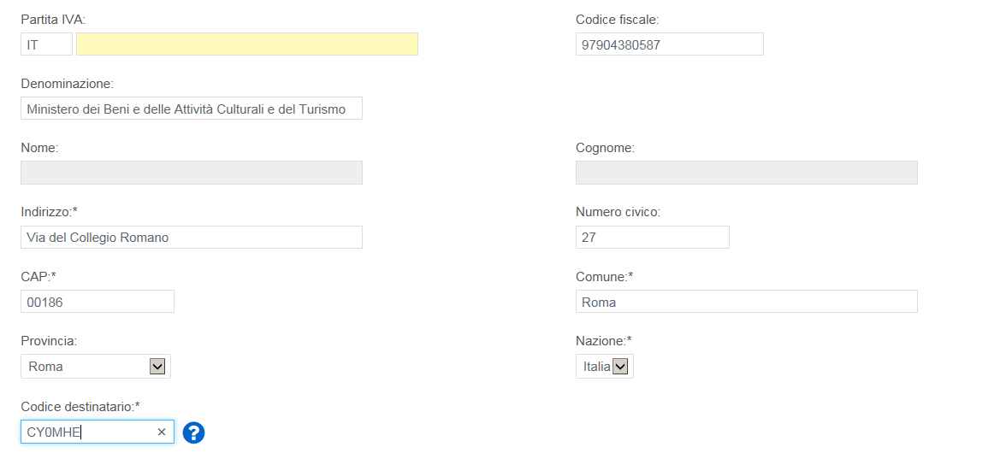 Partita IVA:
Codice fiscale:
IT
97904380587
Denominazione:
Ministero dei Beni e delle Attività Culturali e del Turismo
Nome:
Cognome:
Indirizzo:*
Numero civico:
Via del Collegio Romano
27
CAP:*
Comune:*
00186
Roma
Provincia:
Nazione:*
Roma
Italia
Codice destinatario:*
CY0MHE